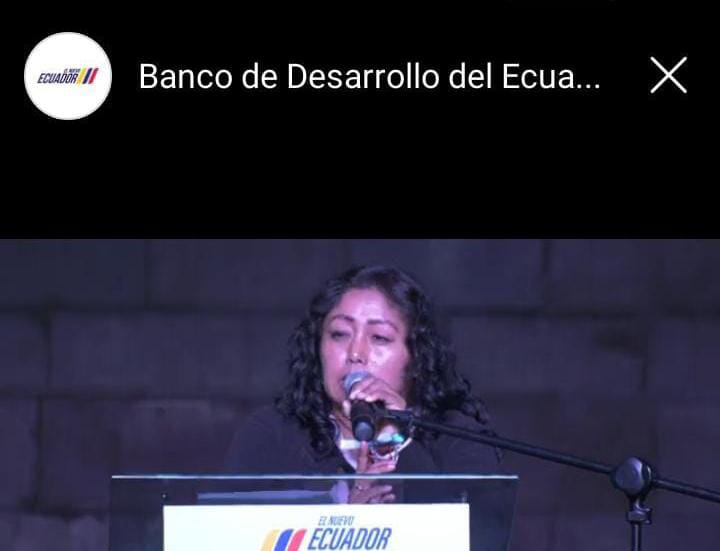 EL NUEVO
ECUADOR
Banco de Desarrollo del Ecua...
EL NUEVO
ECUADOR